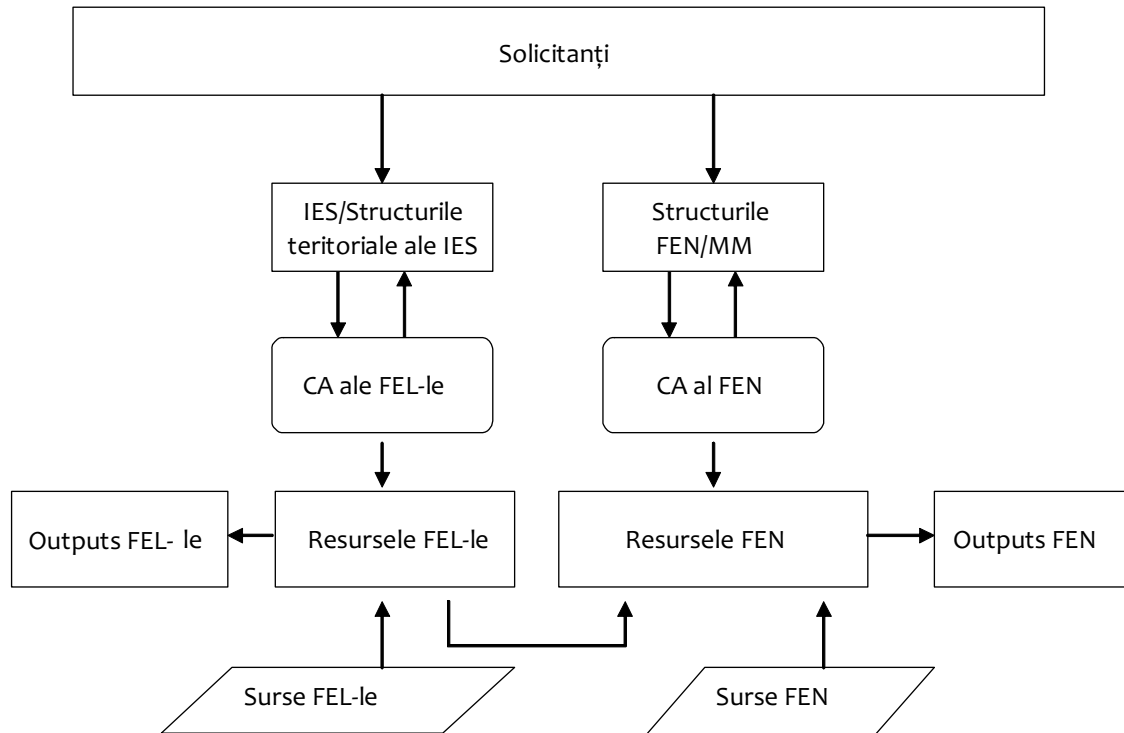 Solicitanți
IES/Structurile
teritoriale ale IES
Structurile
FEN/MM
CA ale FEL-le
CA al FEN
Outputs FEL- le
Resursele FEL-le
Resursele FEN
Outputs FEN
Surse FEL-le
Surse FEN